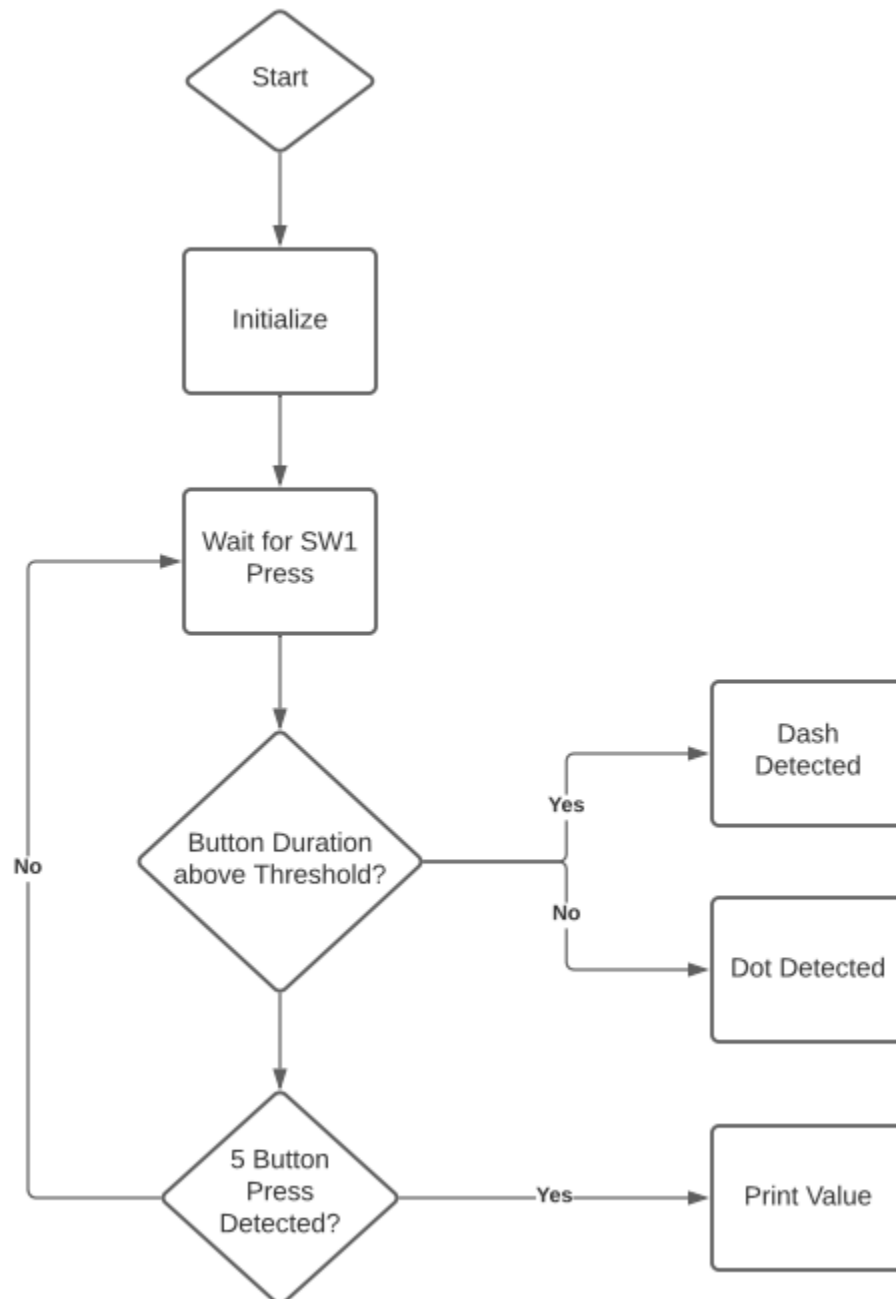 Start
Initialize
Wait for SW1
Press
Dash
Detected
Yes
Button Duration
above Threshold?
No
No
Dot Detected
5 Button
Press
Detected?
Yes
Print Value